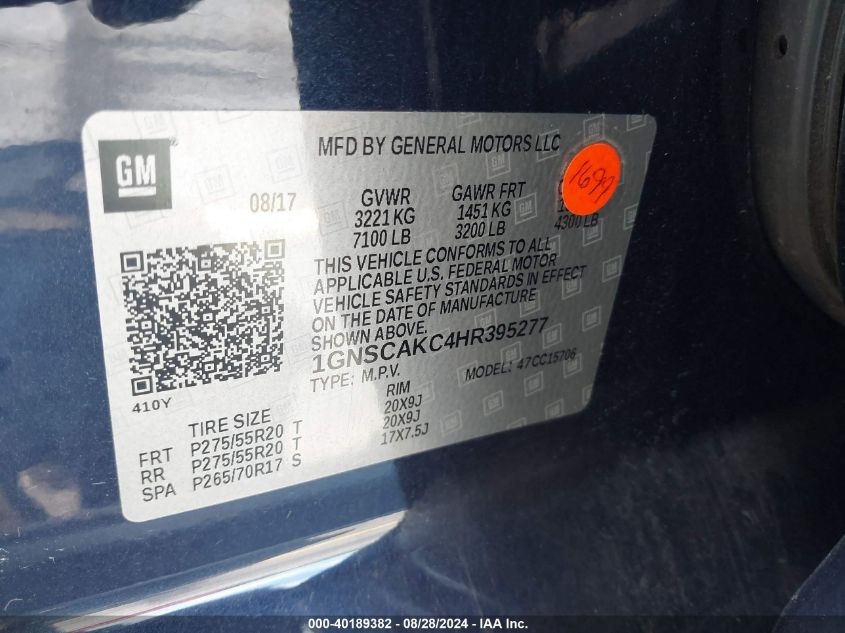 GM
MFD BY GENERAL MOTORS LLC
08/17 GVWR GAWR FRT
3221 KG 1451 KG
7100 LB 3200 LB 4300 LB
THIS VEHICLE CONFORMS TO ALL
APPLICABLE U.S. FEDERAL MOTOR
VEHICLE SAFETY STANDARDS IN EFFECT
ON THE DATE OF MANUFACTURE
SHOWN ABOVE.
1GNSCAKC4HR395277
TYPE: M.P.V. MODEL: 47CC15706
410Y
TIRE SIZE RIM
FRT P275/55R20 T 20X9J
RR P275/55R20 T 20X9J
SPA P265/70R17 S 17X7.5J
000-40189382 - 08/28/2024 - IAA Inc.